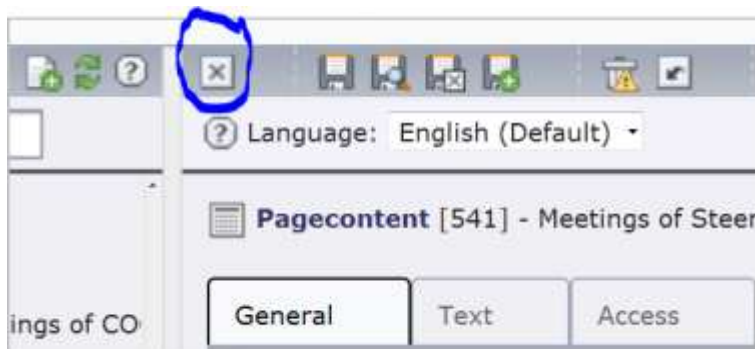 Language: English (Default)
Pagecontent [541] - Meetings of Steer
ings of CO
General Text Access